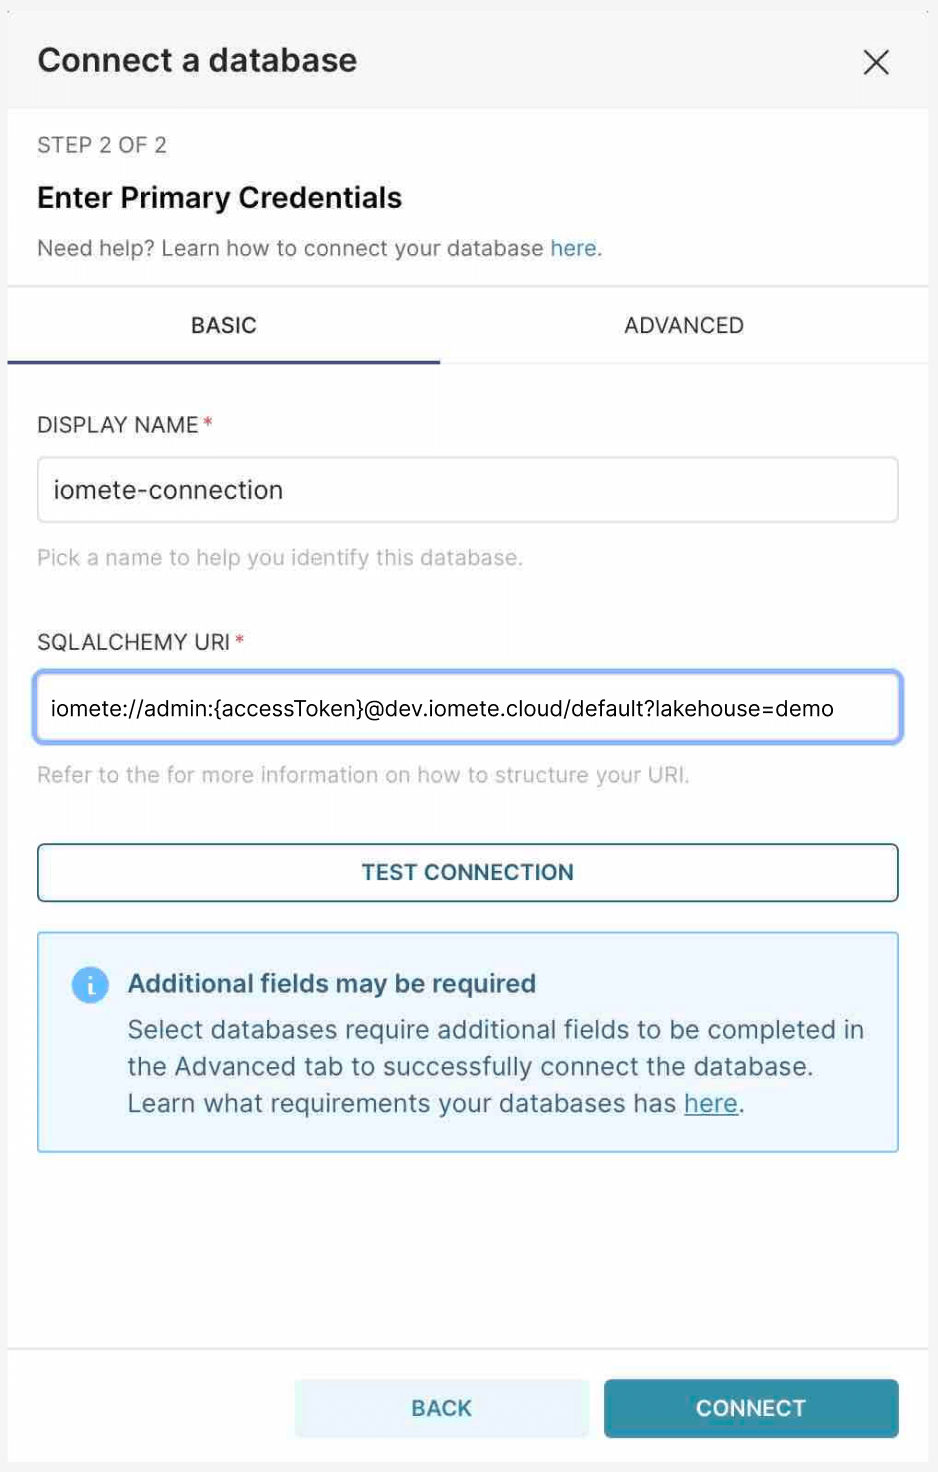 Connect a database
STEP 2 OF 2
Enter Primary Credentials
Need help? Learn how to connect your database here.
BASIC
ADVANCED
DISPLAY NAME *
iomete-connection
Pick a name to help you identify this database.
SQLALCHEMY URI *
iomete://admin:{accessToken}@dev.iomete.cloud/default?lakehouse=demo
Refer to the for more information on how to structure your URI.
TEST CONNECTION
Additional fields may be required
Select databases require additional fields to be completed in
the Advanced tab to successfully connect the database.
Learn what requirements your databases has here.
BACK
CONNECT